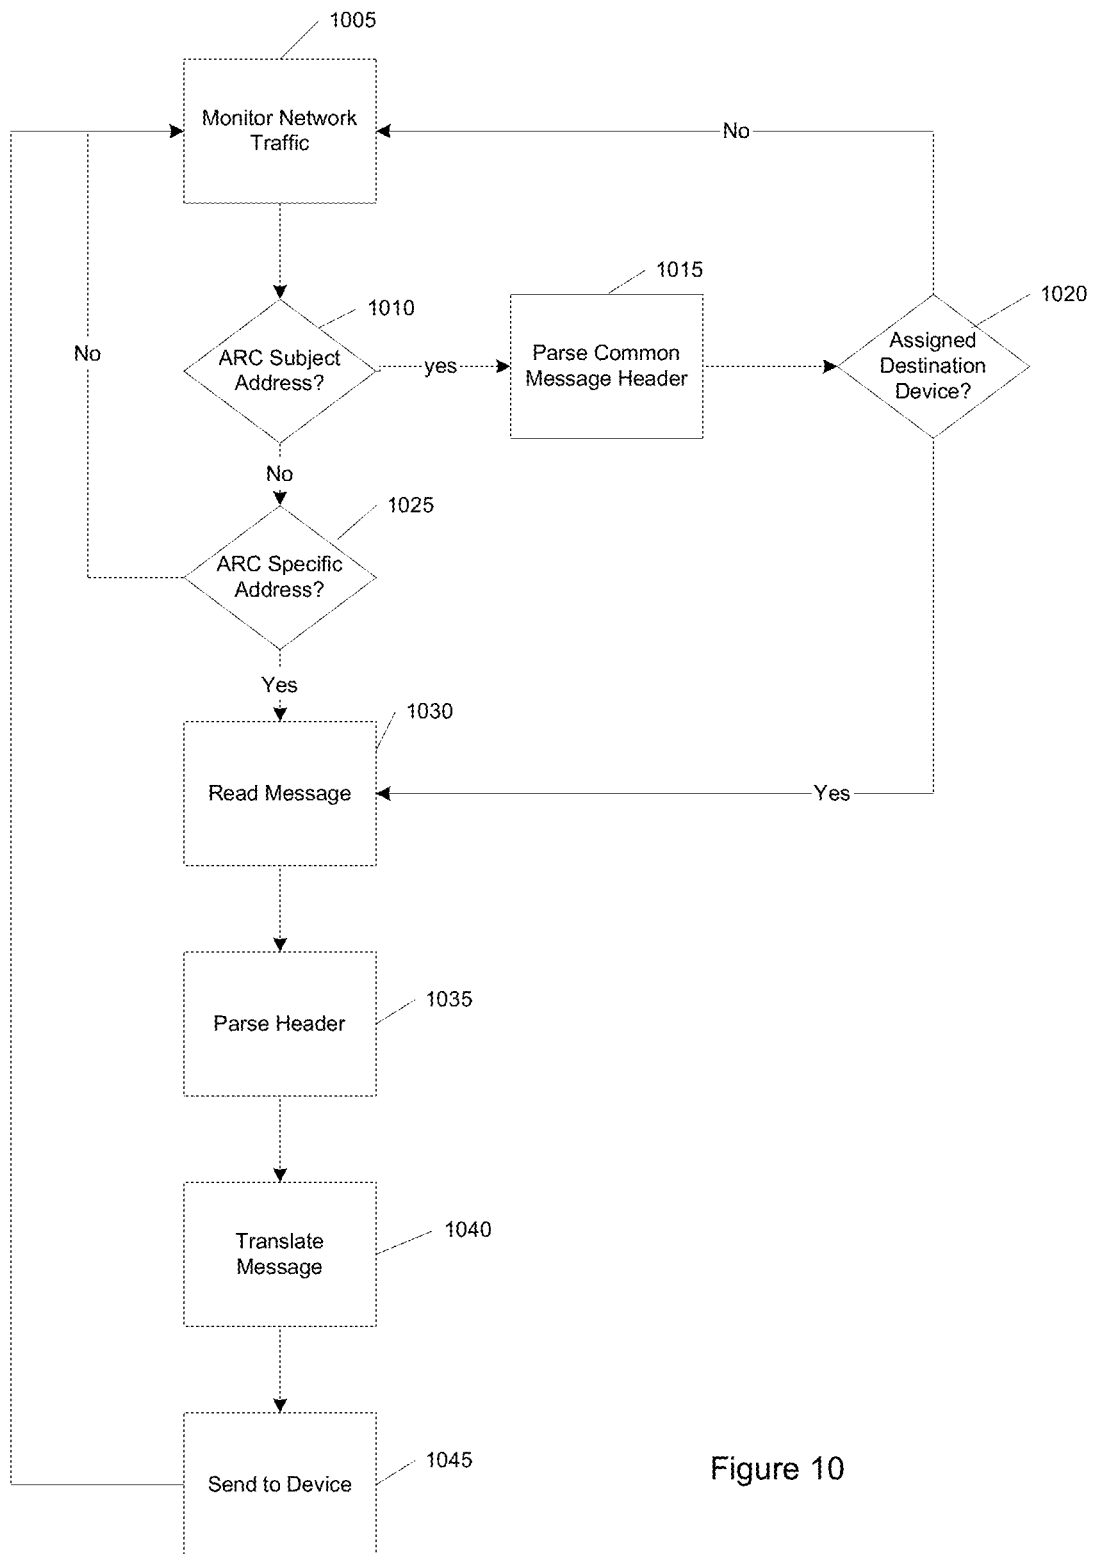 1005
Monitor Network
Traffic
No
1010
ARC Subject
Address?
yes
1015
Parse Common
Message Header
1020
Assigned
Destination
Device?
No
No
1025
ARC Specific
Address?
Yes
1030
Read Message
Yes
1035
Parse Header
1040
Translate
Message
1045
Send to Device
Figure 10